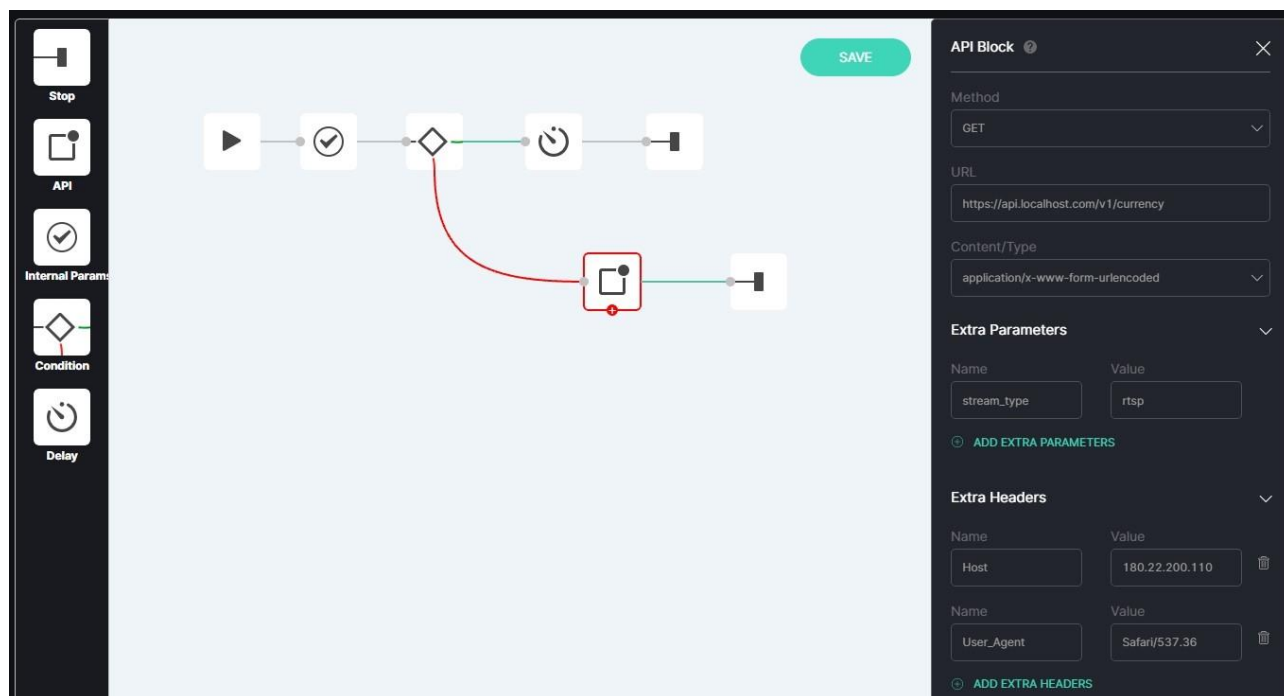 Stop
API
Internal Params
Condition
Delay
SAVE
API Block ?
Method
GET
URL
https://api.localhost.com/v1/currency
Content/Type
application/x-www-form-urlencoded
Extra Parameters
Name Value
stream_type rtsp
ADD EXTRA PARAMETERS
Extra Headers
Name Value
Host 180.22.200.110
Name Value
User_Agent Safari/537.36
ADD EXTRA HEADERS